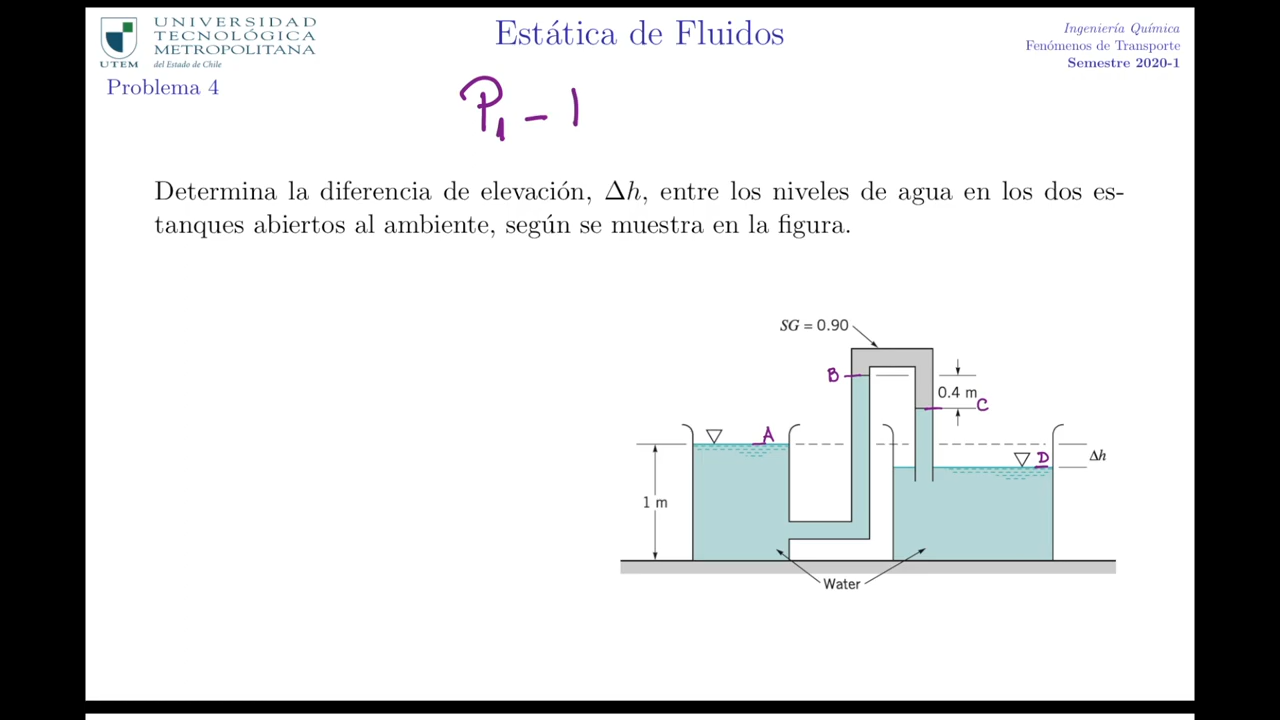 UNIVERSIDAD
TECNOLÓGICA
METROPOLITANA
del Estado de Chile
UTEM
Estática de Fluidos
Ingeniería Química
Fenómenos de Transporte
Semestre 2020-1
Problema 4
P₁ - 1
Determina la diferencia de elevación, Δh, entre los niveles de agua en los dos es-
tanques abiertos al ambiente, según se muestra en la figura.
SG = 0.90
B
0.4 m
C
A
D
Δh
1 m
Water